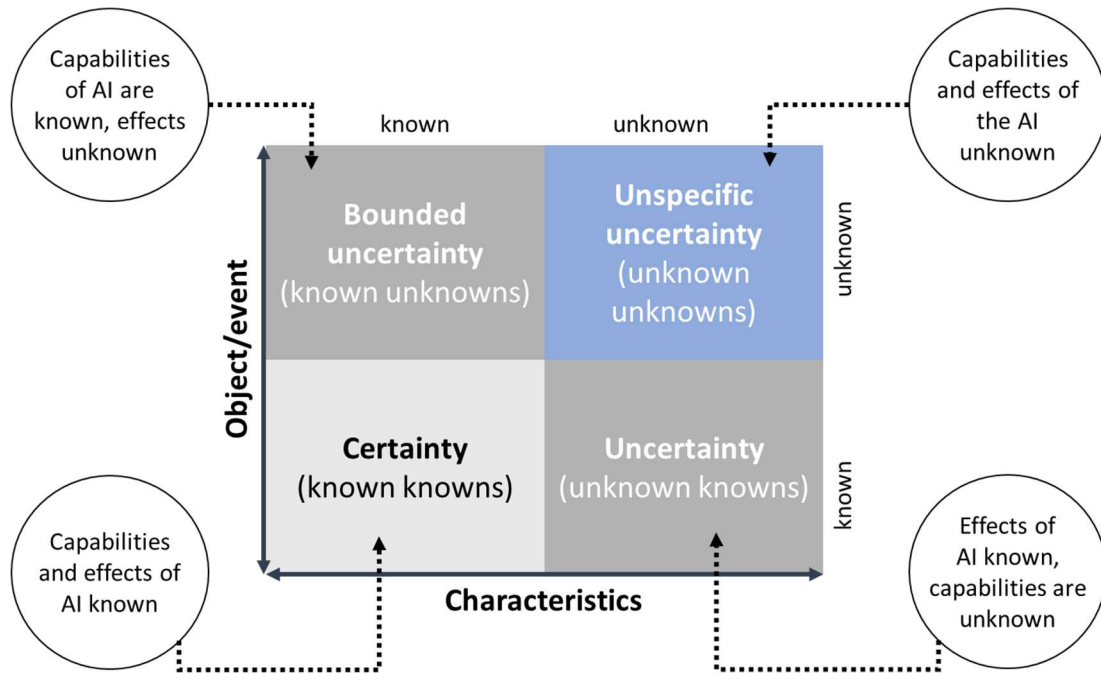 Capabilities
of AI are
known, effects
unknown
Capabilities
and effects of
the AI
unknown
known
unknown
Bounded
uncertainty
(known unknowns)
Unspecific
uncertainty
(unknown
unknowns)
unknown
Object/event
Certainty
(known knowns)
Uncertainty
(unknown knowns)
known
Capabilities
and effects of
AI known
Effects of
AI known,
capabilities are
unknown
Characteristics